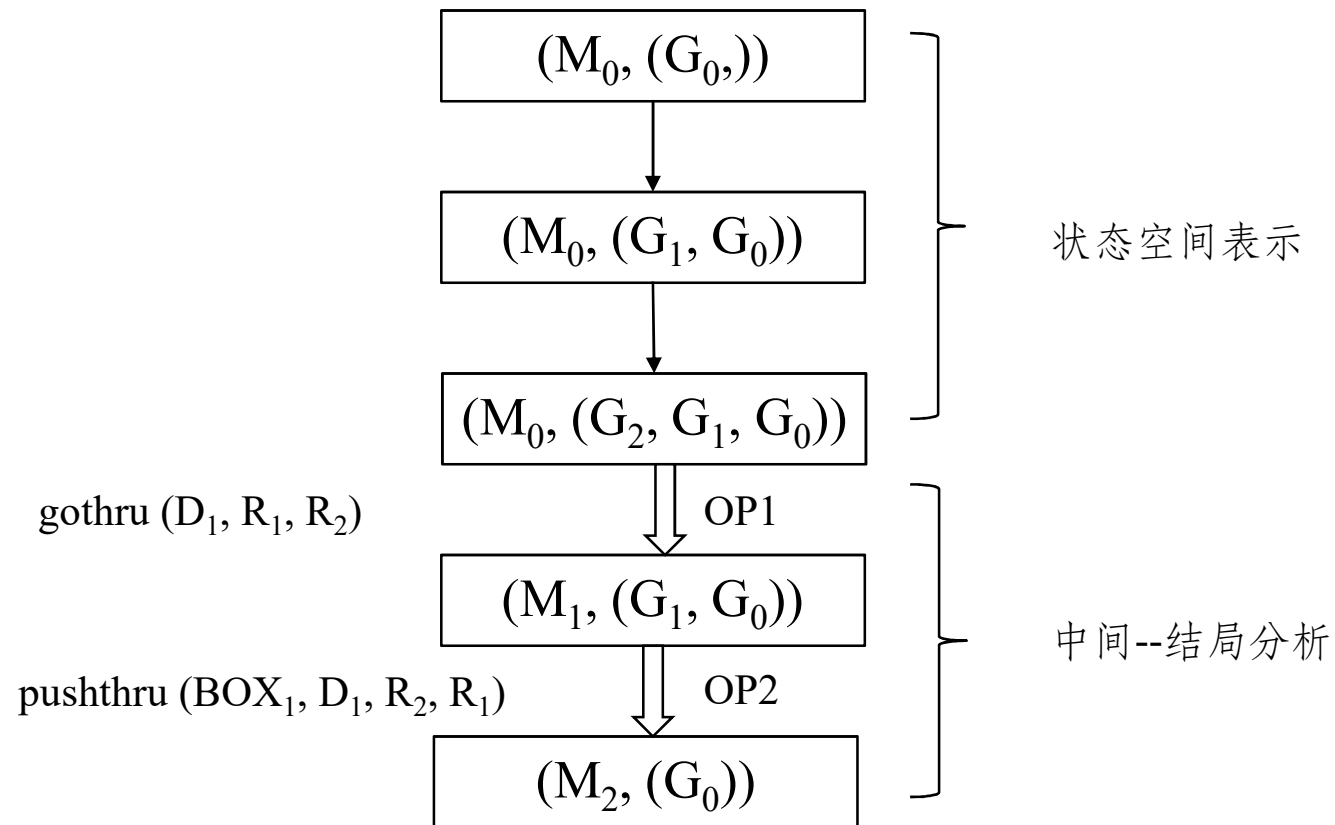 (M₀, (G₀,))
(M₀, (G₁, G₀))
状态空间表示
(M₀, (G₂, G₁, G₀))
gothru (D₁, R₁, R₂)
OP1
(M₁, (G₁, G₀))
中间--结局分析
pushthru (BOX₁, D₁, R₂, R₁)
OP2
(M₂, (G₀))